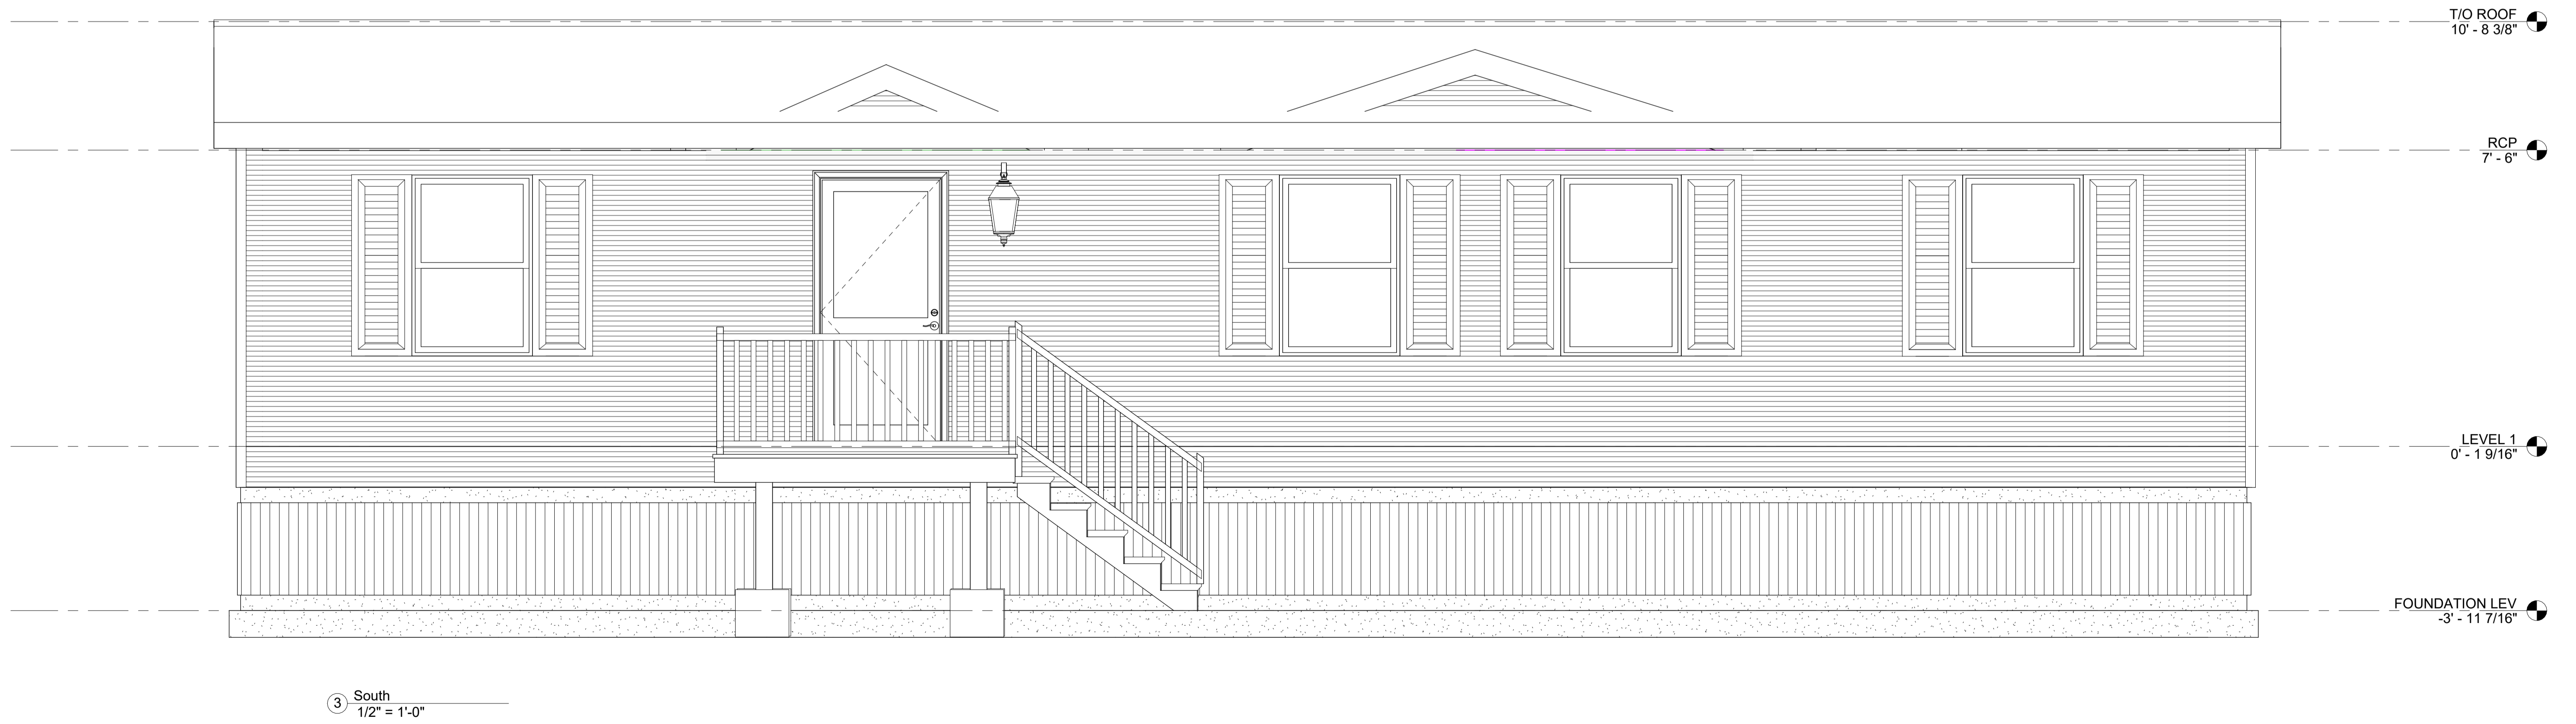 T/O ROOF
10' - 8 3/8"
RCP
7' - 6"
LEVEL 1
0' - 1 9/16"
FOUNDATION LEV
-3' - 11 7/16"
3
South
1/2" = 1'-0"